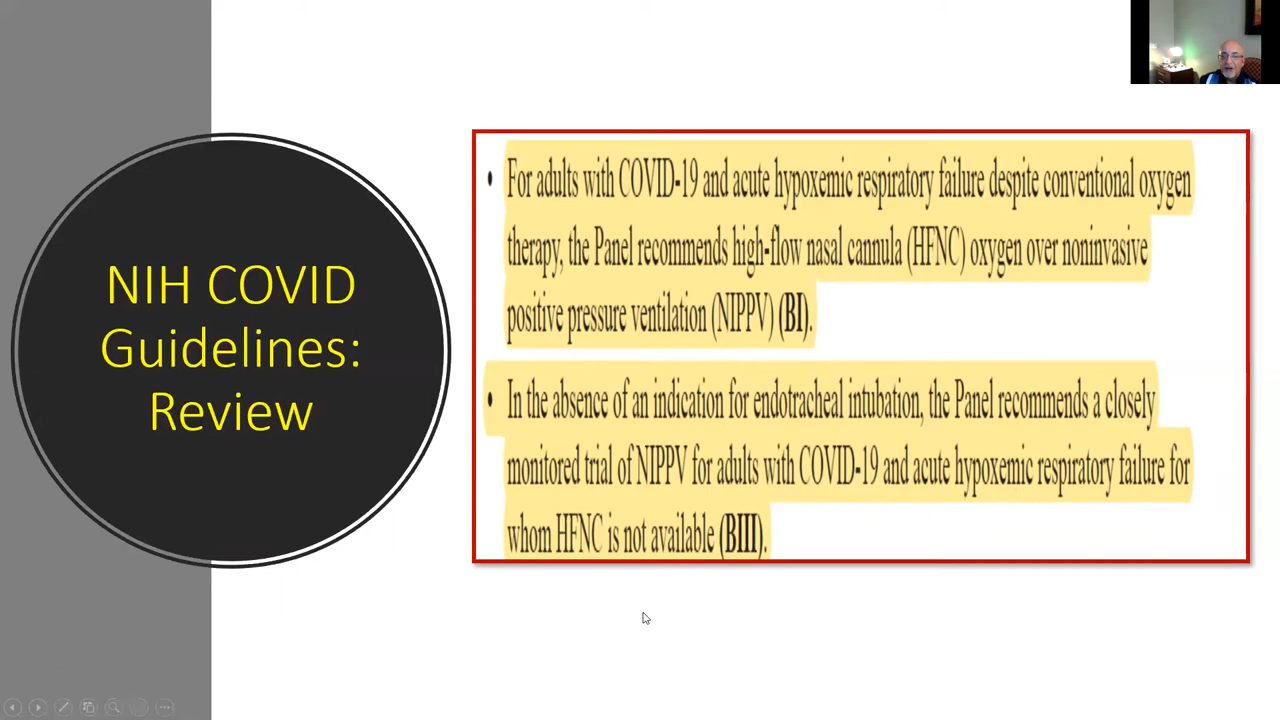 NIH COVID
Guidelines:
Review
• For adults with COVID-19 and acute hypoxemic respiratory failure despite conventional oxygen
therapy, the Panel recommends high-flow nasal cannula (HFNC) oxygen over noninvasive
positive pressure ventilation (NIPPV) (BI).
• In the absence of an indication for endotracheal intubation, the Panel recommends a closely
monitored trial of NIPPV for adults with COVID-19 and acute hypoxemic respiratory failure for
whom HFNC is not available (BIII).